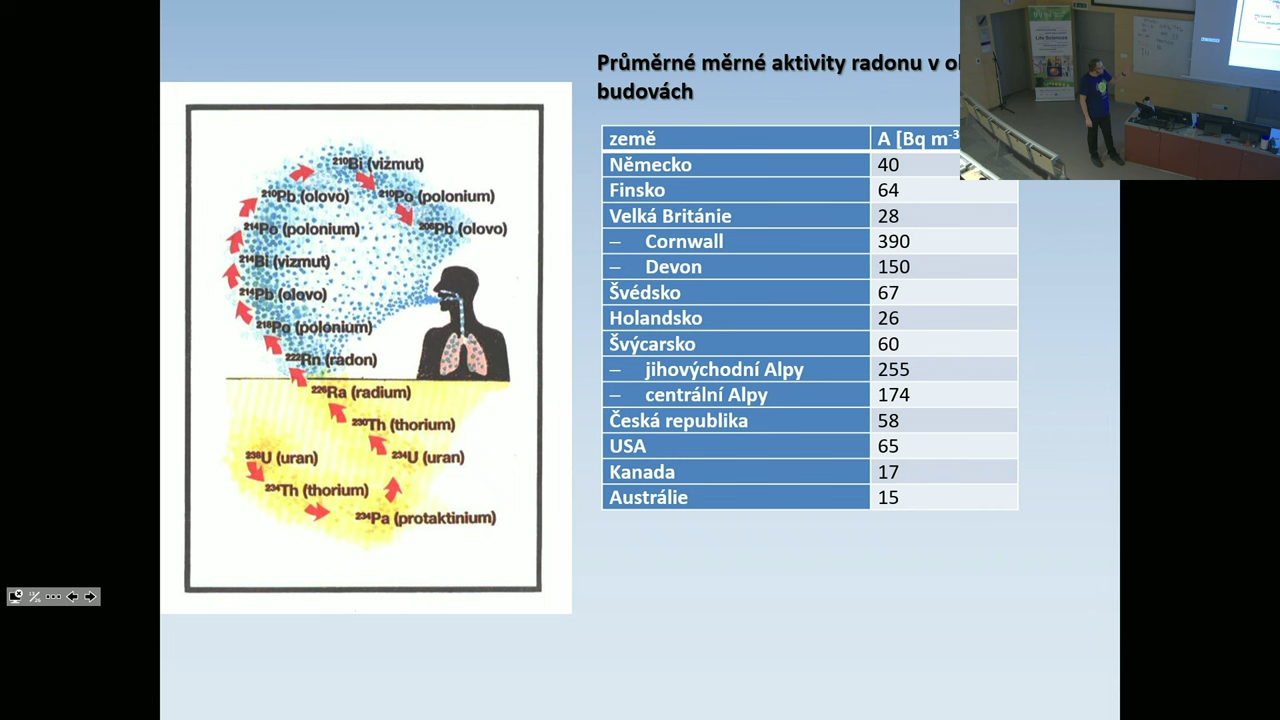 Průměrné měrné aktivity radonu v
budovách
²¹⁰Bi (vizmut)
²¹⁰Pb (olovo)
²¹⁰Po (polonium)
²¹⁴Po (polonium)
²⁰⁶Pb (olovo)
²¹⁴Bi (vizmut)
²¹⁴Pb (olovo)
²¹⁸Po (polonium)
²²²Rn (radon)
²²⁶Ra (radium)
²³⁰Th (thorium)
²³⁸U (uran)
²³⁴U (uran)
²³⁴Th (thorium)
²³⁴Pa (protaktinium)
země A [Bq m⁻³
Německo 40
Finsko 64
Velká Británie 28
– Cornwall 390
– Devon 150
Švédsko 67
Holandsko 26
Švýcarsko 60
– jihovýchodní Alpy 255
– centrální Alpy 174
Česká republika 58
USA 65
Kanada 17
Austrálie 15
Life Sciences